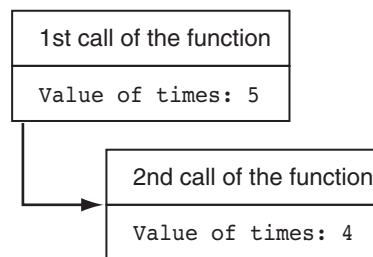 1st call of the function
Value of times: 5
2nd call of the function
Value of times: 4